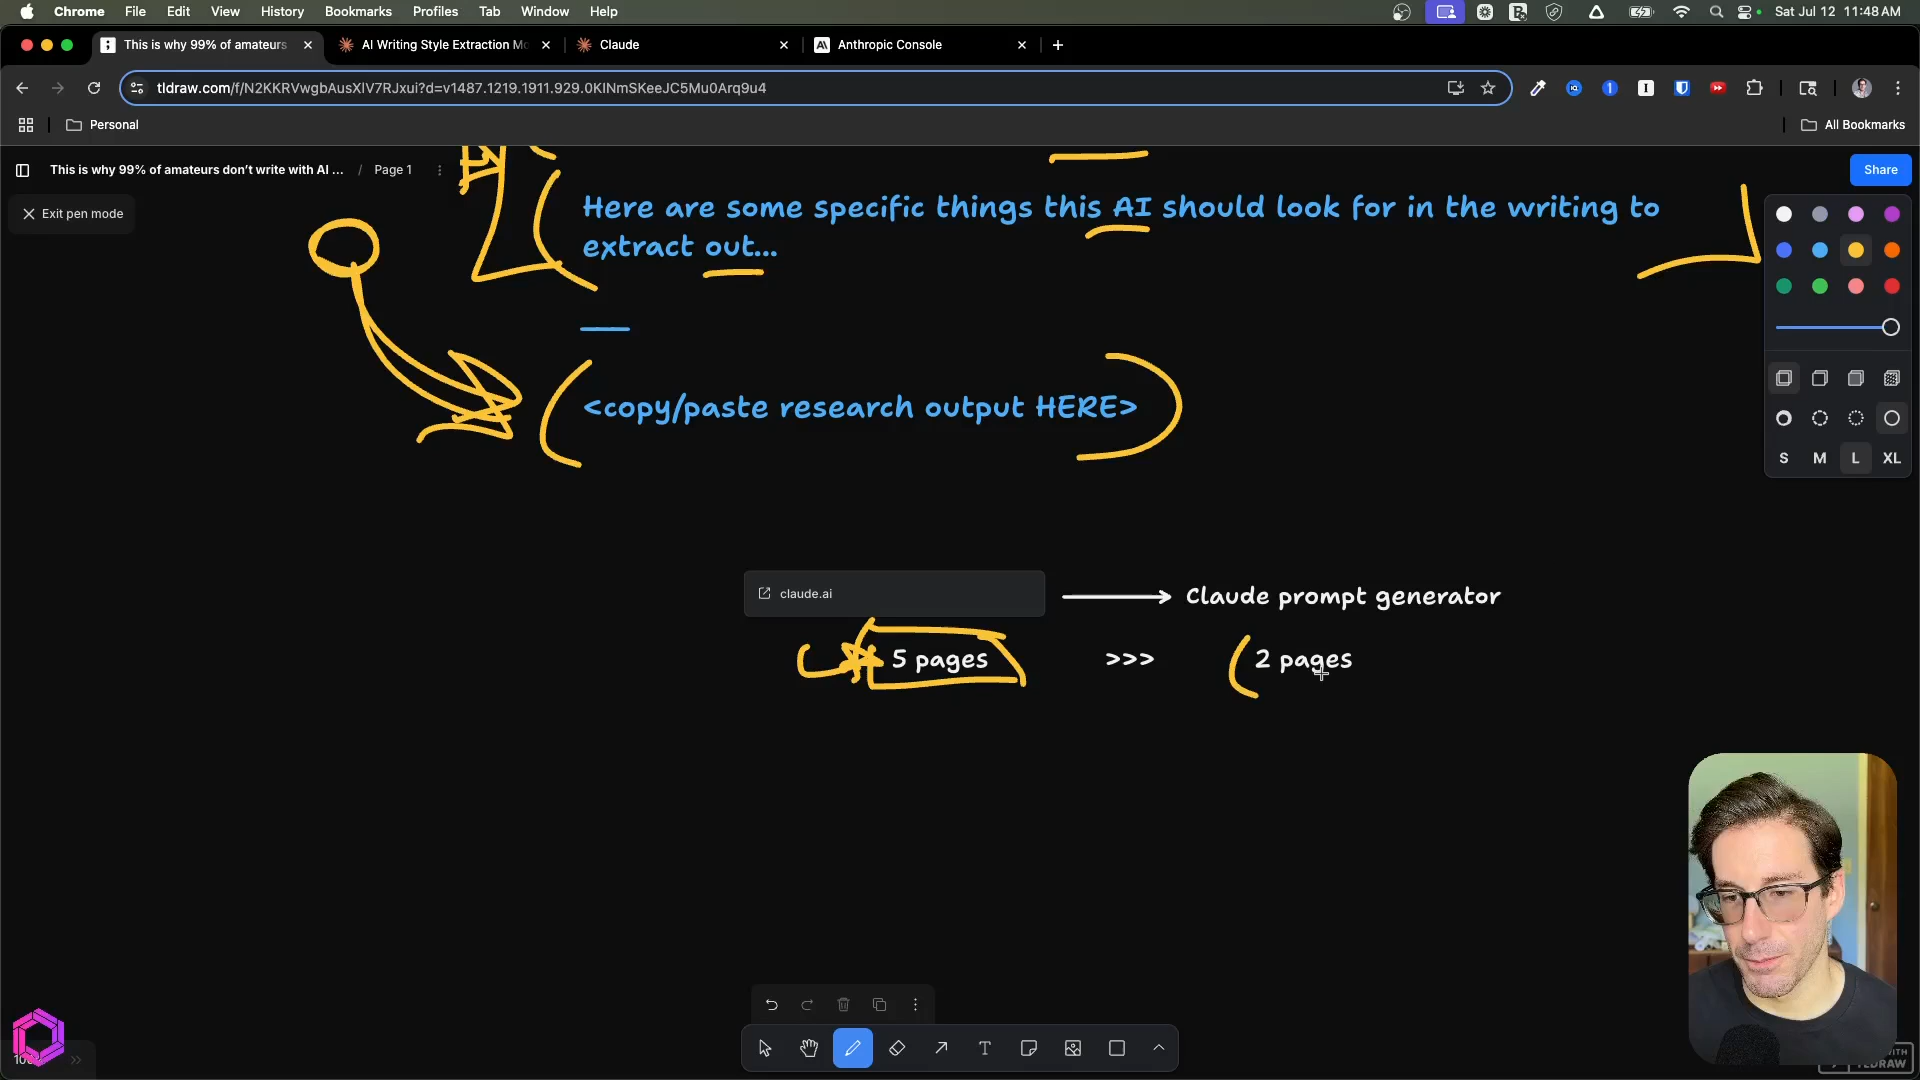 Chrome File Edit View History Bookmarks Profiles Tab Window Help Sat Jul 12 11:48 AM
This is why 99% of amateurs AI Writing Style Extraction Claude Anthropic Console
tldraw.com/f/N2KKRVwgbAusXIV7RJxui?d=v1487.1219.1911.929.0KINmSKeeJC5Mu0Arq9u4
Personal All Bookmarks
This is why 99% of amateurs don’t write with AI ... / Page 1 Share
Exit pen mode
Here are some specific things this AI should look for in the writing to
extract out...
<copy/paste research output HERE>
S M L XL
claude.ai Claude prompt generator
5 pages >>> 2 pages